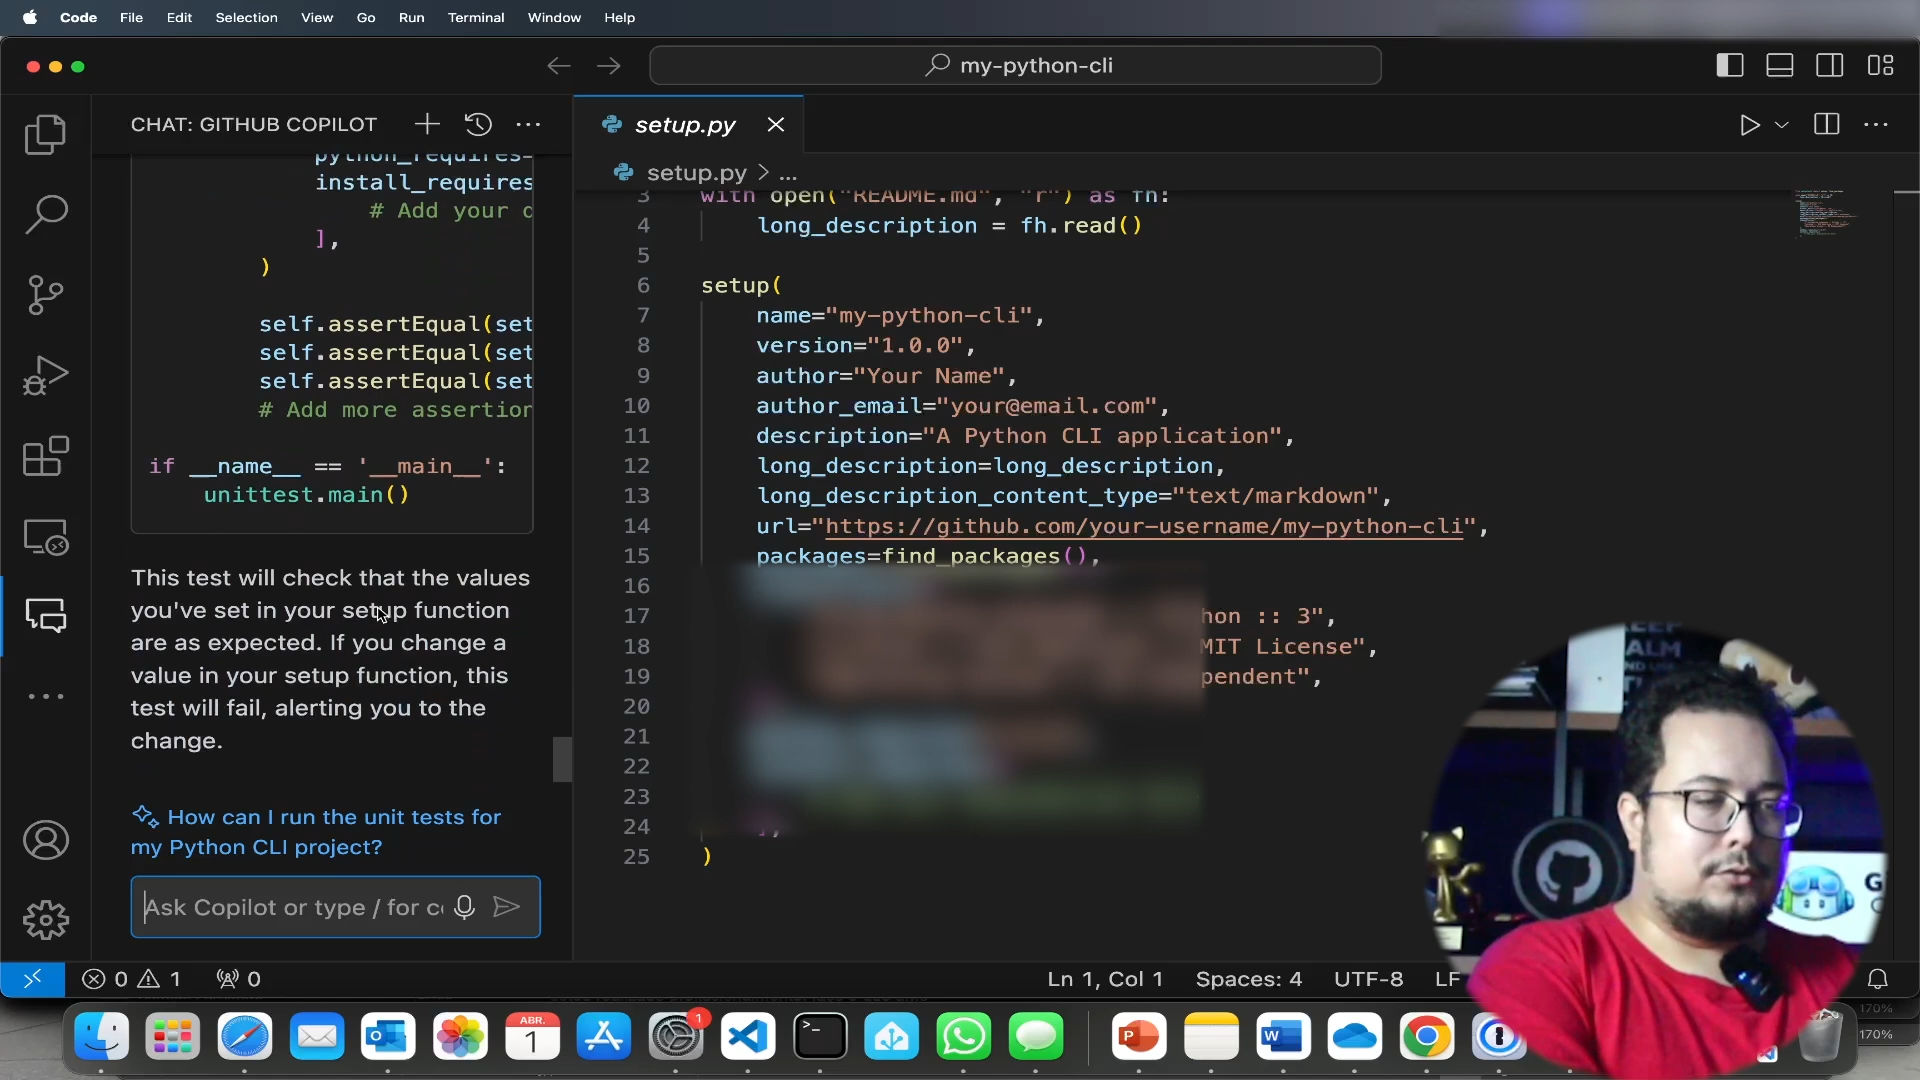 Code File Edit Selection View Go Run Terminal Window Help
my-python-cli
CHAT: GITHUB COPILOT
python_requires=
install_requires
# Add your
],
)
self.assertEqual(set
self.assertEqual(set
self.assertEqual(set
# Add more assertion
if __name__ == '__main__':
unittest.main()
This test will check that the values
you've set in your setup function
are as expected. If you change a
value in your setup function, this
test will fail, alerting you to the
change.
How can I run the unit tests for
my Python CLI project?
Ask Copilot or type / for
setup.py
setup.py > ...
3 with open("README.md", "r") as fh:
4 long_description = fh.read()
5
6 setup(
7 name="my-python-cli",
8 version="1.0.0",
9 author="Your Name",
10 author_email="your@email.com",
11 description="A Python CLI application",
12 long_description=long_description,
13 long_description_content_type="text/markdown",
14 url="https://github.com/your-username/my-python-cli",
15 packages=find_packages(),
16
17 hon :: 3",
18 MIT License",
19 pendent",
20
21
22
23
24 ],
25 )
0 1 0
Ln 1, Col 1 Spaces: 4 UTF-8 LF
170%
170%
ABR.
1
1